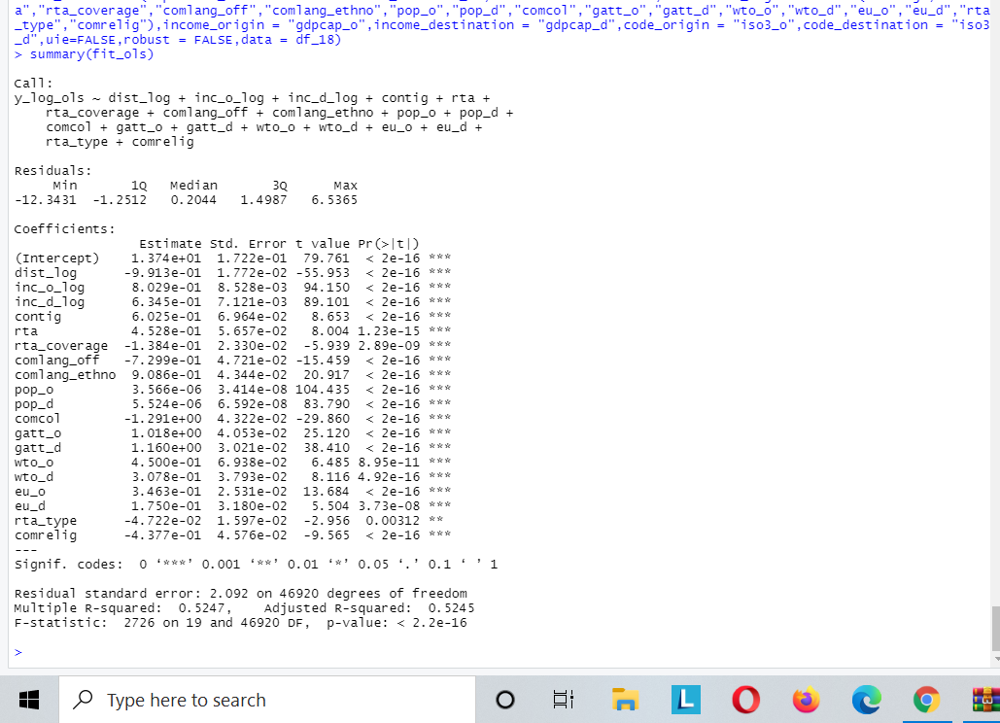 a","rta_coverage","comlang_off","comlang_ethno","pop_o","pop_d","comcol","gatt_o","gatt_d","wto_o","wto_d","eu_o","eu_d","rta
_type","comrelig"),income_origin = "gdpcap_o",income_destination = "gdpcap_d",code_origin = "iso3_o",code_destination = "iso3
_d",uie=FALSE,robust = FALSE,data = df_18)
> summary(fit_ols)
Call:
y_log_ols ~ dist_log + inc_o_log + inc_d_log + contig + rta +
    rta_coverage + comlang_off + comlang_ethno + pop_o + pop_d +
    comcol + gatt_o + gatt_d + wto_o + wto_d + eu_o + eu_d +
    rta_type + comrelig
Residuals:
     Min       1Q   Median       3Q      Max
-12.3431  -1.2512   0.2044   1.4987   6.5365
Coefficients:
                Estimate Std. Error t value Pr(>|t|)
(Intercept)    1.374e+01  1.722e-01  79.761  < 2e-16 ***
dist_log      -9.913e-01  1.772e-02 -55.953  < 2e-16 ***
inc_o_log      8.029e-01  8.528e-03  94.150  < 2e-16 ***
inc_d_log      6.345e-01  7.121e-03  89.101  < 2e-16 ***
contig         6.025e-01  6.964e-02   8.653  < 2e-16 ***
rta            4.528e-01  5.657e-02   8.004 1.23e-15 ***
rta_coverage  -1.384e-01  2.330e-02  -5.939 2.89e-09 ***
comlang_off   -7.299e-01  4.721e-02 -15.459  < 2e-16 ***
comlang_ethno  9.086e-01  4.344e-02  20.917  < 2e-16 ***
pop_o          3.566e-06  3.414e-08 104.435  < 2e-16 ***
pop_d          5.524e-06  6.592e-08  83.790  < 2e-16 ***
comcol        -1.291e+00  4.322e-02 -29.860  < 2e-16 ***
gatt_o         1.018e+00  4.053e-02  25.120  < 2e-16 ***
gatt_d         1.160e+00  3.021e-02  38.410  < 2e-16 ***
wto_o          4.500e-01  6.938e-02   6.485 8.95e-11 ***
wto_d          3.078e-01  3.793e-02   8.116 4.92e-16 ***
eu_o           3.463e-01  2.531e-02  13.684  < 2e-16 ***
eu_d           1.750e-01  3.180e-02   5.504 3.73e-08 ***
rta_type      -4.722e-02  1.597e-02  -2.956  0.00312 **
comrelig      -4.377e-01  4.576e-02  -9.565  < 2e-16 ***
---
Signif. codes:  0 ‘***’ 0.001 ‘**’ 0.01 ‘*’ 0.05 ‘.’ 0.1 ‘ ’ 1
Residual standard error: 2.092 on 46920 degrees of freedom
Multiple R-squared:  0.5247,    Adjusted R-squared:  0.5245
F-statistic:  2726 on 19 and 46920 DF,  p-value: < 2.2e-16
>
Type here to search
L